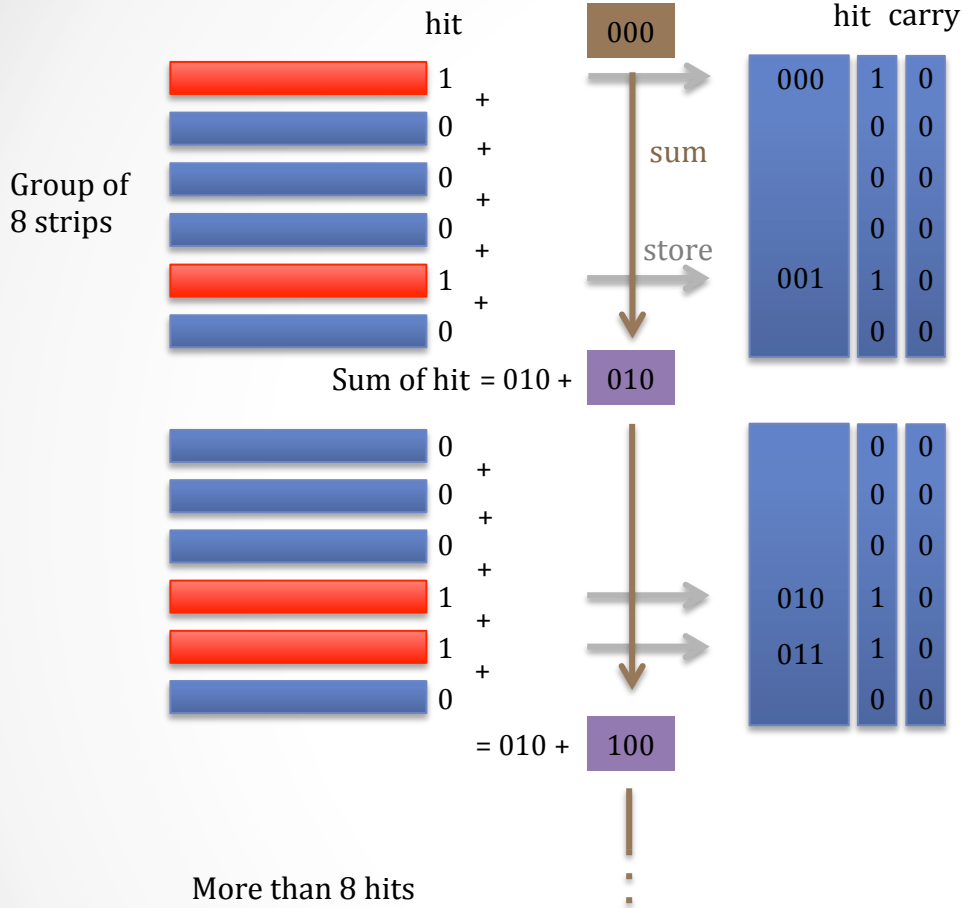 hit 000 hit carry
1 000 1 0
+
0 0 0
+
sum
Group of
8 strips
0 0 0
+
0 0 0
+
store
1 001 1 0
+
0 0 0
Sum of hit = 010 + 010
0 0 0
+
0 0 0
+
0 0 0
+
1 010 1 0
+
1 011 1 0
+
0 0 0
= 010 + 100
More than 8 hits